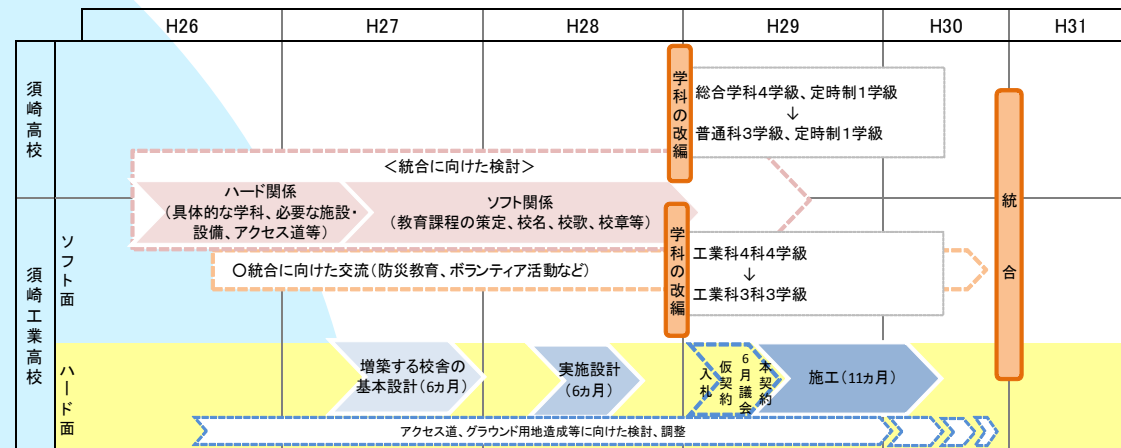 H26
H27
H28
H29
H30
H31
須崎高校
学科の改編
総合学科4学級、定時制1学級
↓
普通科3学級、定時制1学級
＜統合に向けた検討＞
ハード関係
(具体的な学科、必要な施設・
設備、アクセス道等)
ソフト関係
(教育課程の策定、校名、校歌、校章等)
統合
須崎工業高校
ソフト面
○統合に向けた交流(防災教育、ボランティア活動など)
学科の改編
工業科4科4学級
↓
工業科3科3学級
ハード面
増築する校舎の
基本設計(6ヵ月)
実施設計
(6ヵ月)
入札
仮契約
6月議会
本契約
施工(11ヵ月)
アクセス道、グラウンド用地造成等に向けた検討、調整